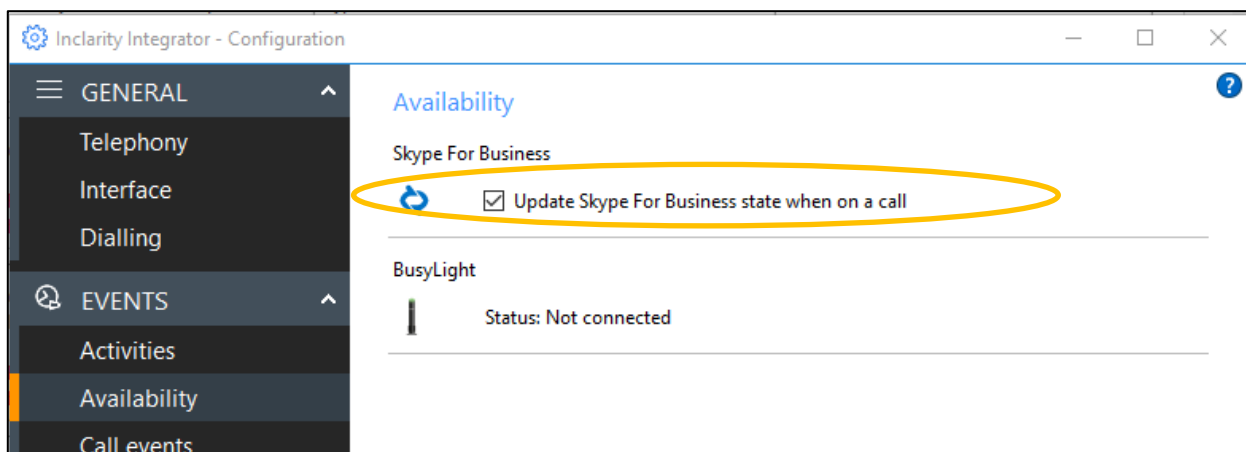 Inclarity Integrator - Configuration
GENERAL
Telephony
Interface
Dialling
EVENTS
Activities
Availability
Call events
Availability
Skype For Business
Update Skype For Business state when on a call
BusyLight
Status: Not connected
?